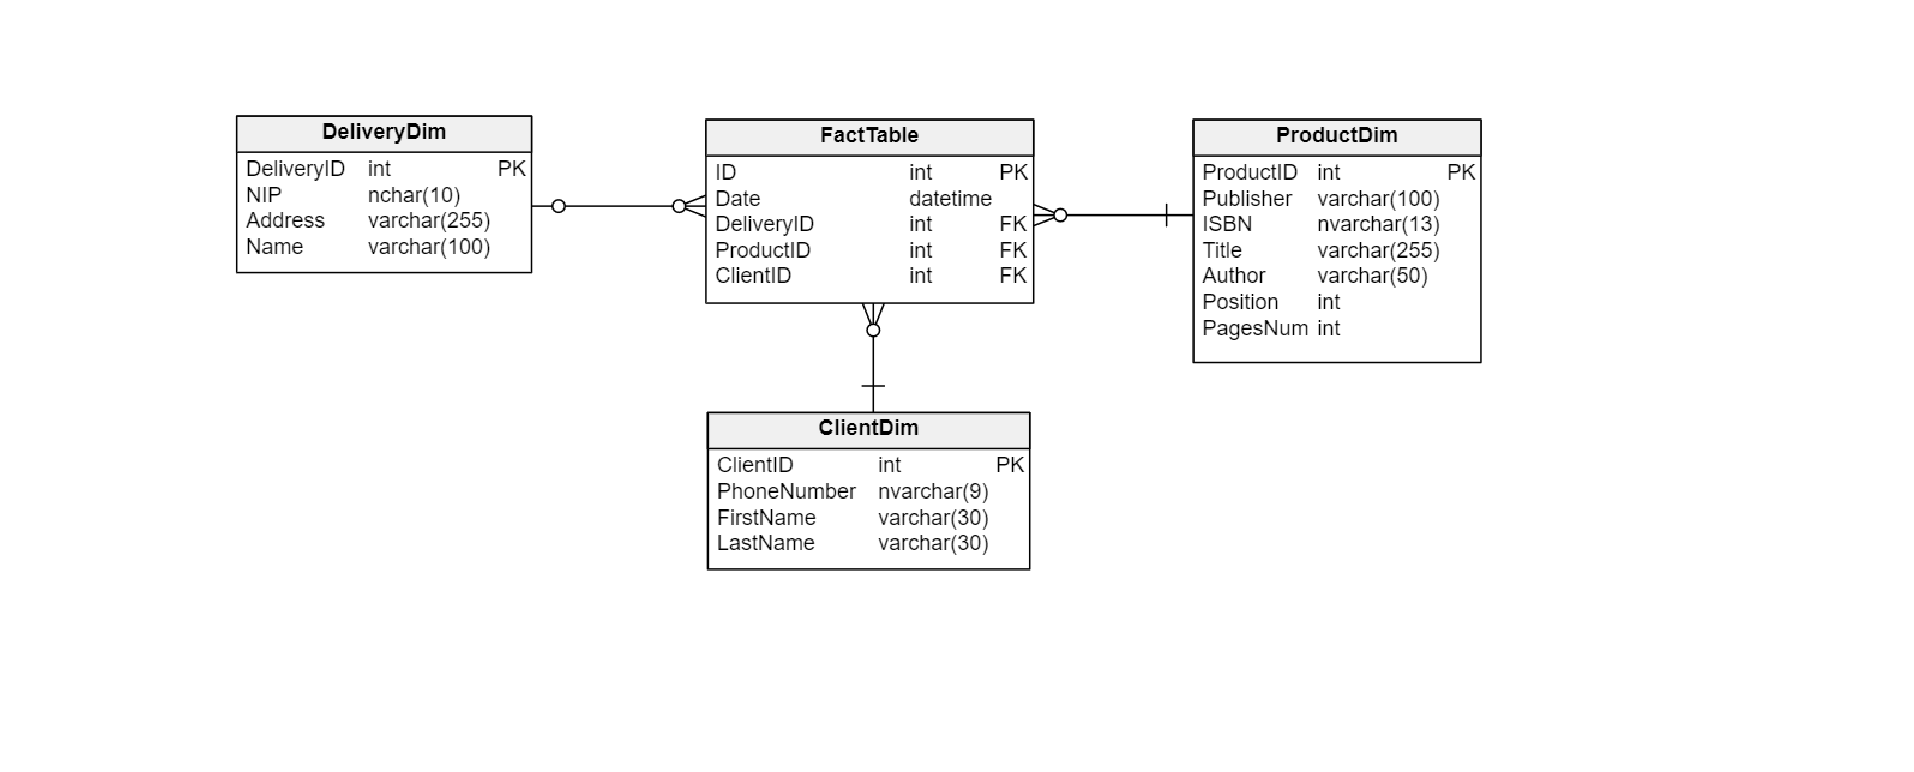 DeliveryDim
DeliveryID int PK
NIP nchar(10)
Address varchar(255)
Name varchar(100)
FactTable
ID int PK
Date datetime
DeliveryID int FK
ProductID int FK
ClientID int FK
ProductDim
ProductID int PK
Publisher varchar(100)
ISBN nvarchar(13)
Title varchar(255)
Author varchar(50)
Position int
PagesNum int
ClientDim
ClientID int PK
PhoneNumber nvarchar(9)
FirstName varchar(30)
LastName varchar(30)